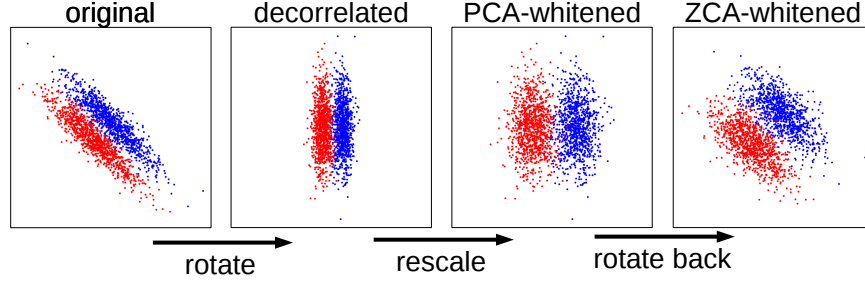 original
decorrelated
PCA-whitened
ZCA-whitened
rotate
rescale
rotate back